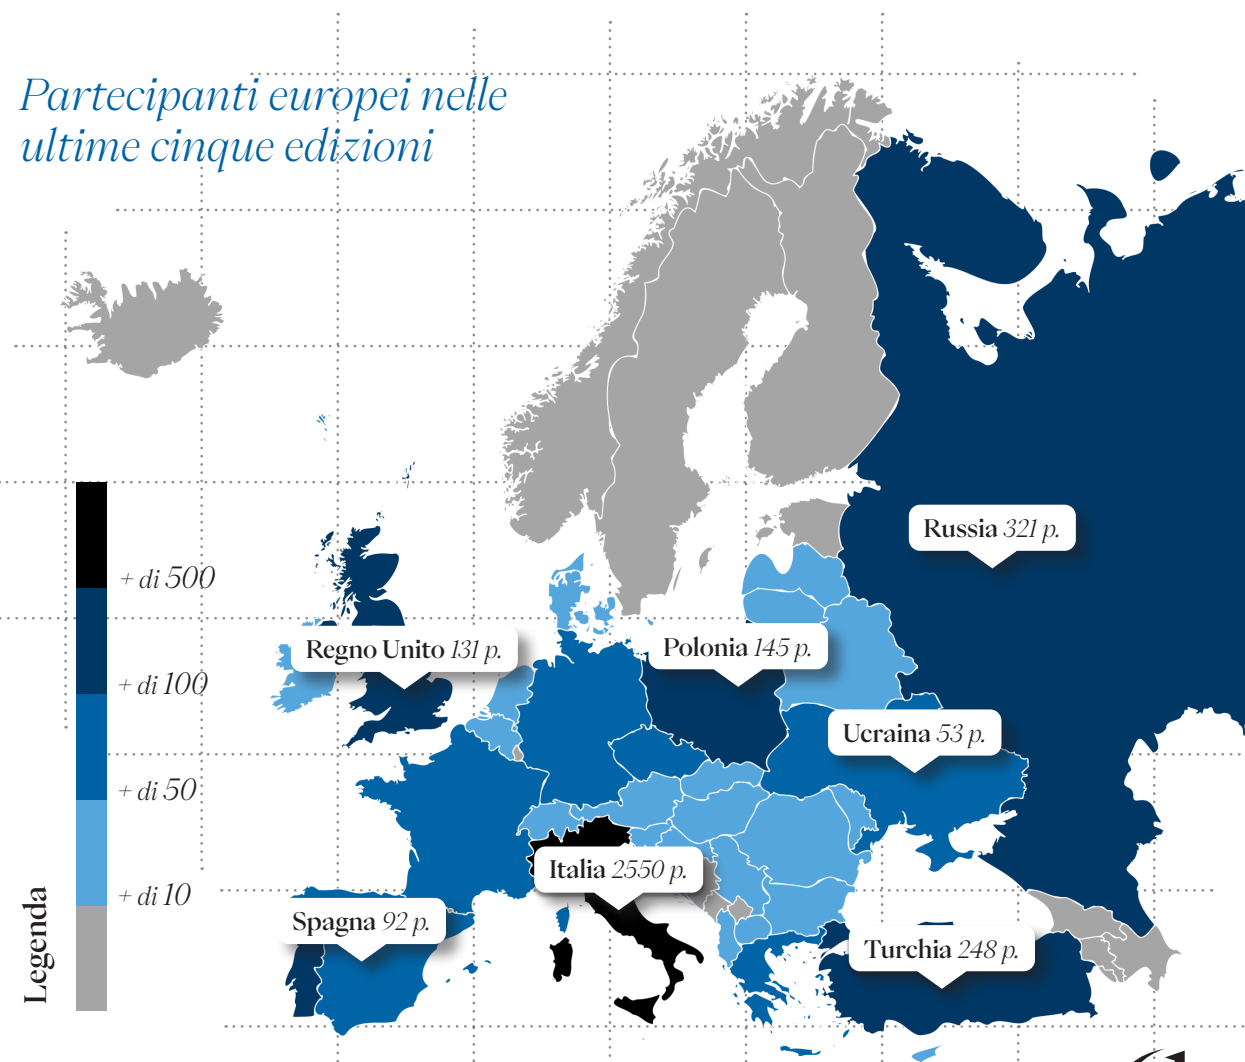 Partecipanti europei nelle
ultime cinque edizioni
Russia 321 p.
+ di 500
Regno Unito 131 p.
Polonia 145 p.
+ di 100
Ucraina 53 p.
+ di 50
Italia 2550 p.
+ di 10
Spagna 92 p.
Turchia 248 p.
Legenda